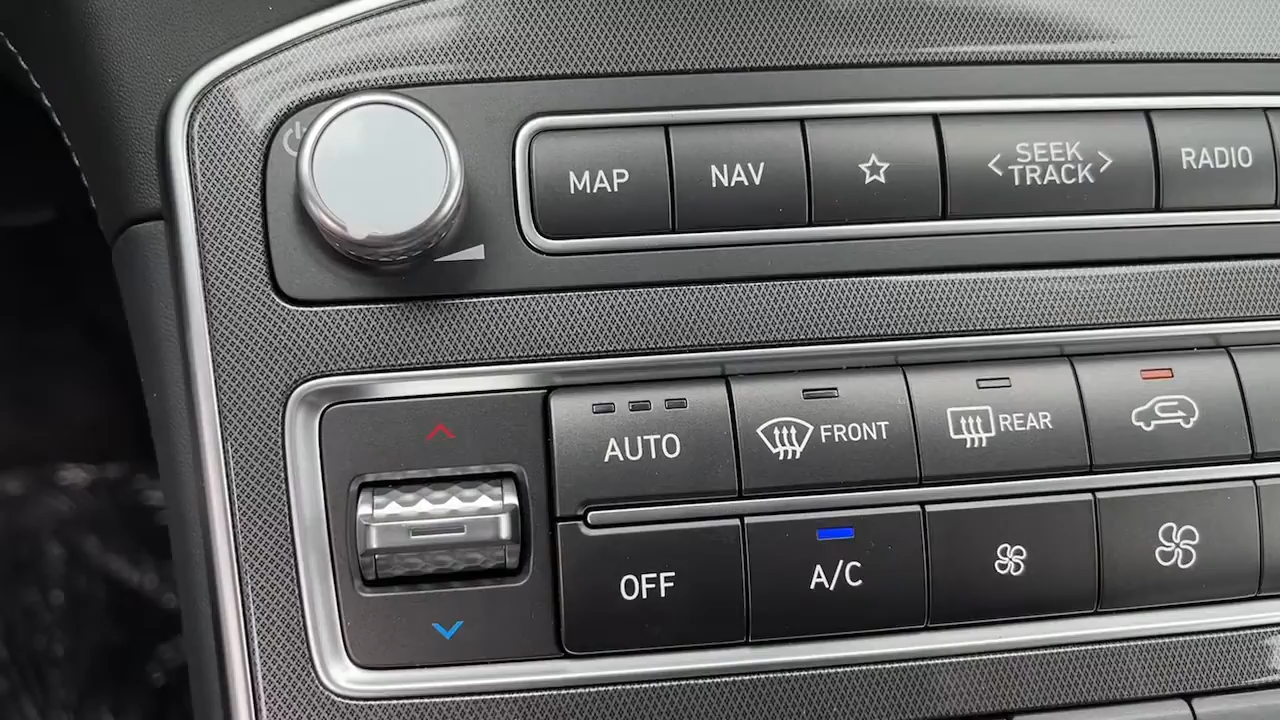 MAP
NAV
SEEK
TRACK
RADIO
AUTO
FRONT
REAR
OFF
A/C